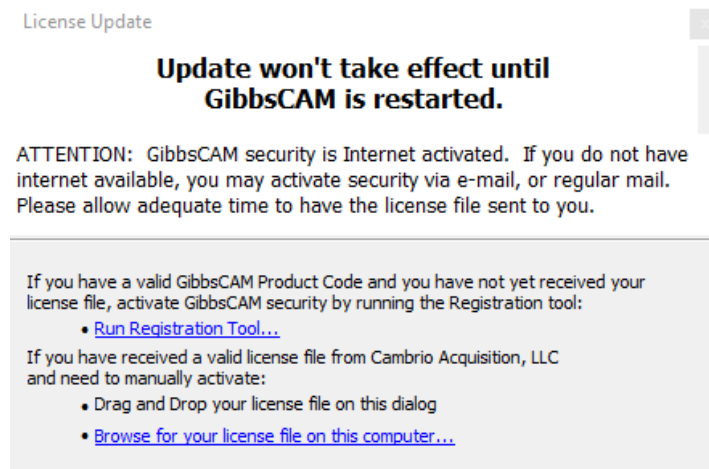 License Update
Update won't take effect until
GibbsCAM is restarted.
ATTENTION:  GibbsCAM security is Internet activated.  If you do not have
internet available, you may activate security via e-mail, or regular mail.
Please allow adequate time to have the license file sent to you.
If you have a valid GibbsCAM Product Code and you have not yet received your
license file, activate GibbsCAM security by running the Registration tool:
• Run Registration Tool...
If you have received a valid license file from Cambrio Acquisition, LLC
and need to manually activate:
• Drag and Drop your license file on this dialog
• Browse for your license file on this computer...